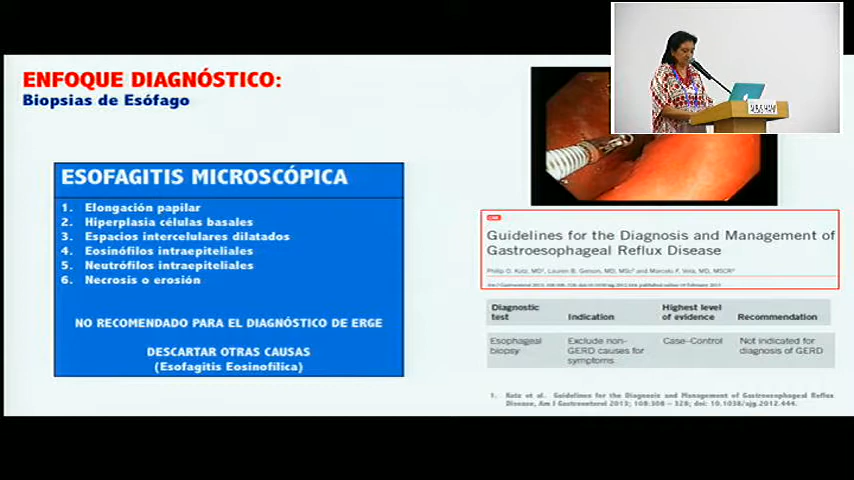 ENFOQUE DIAGNÓSTICO:
Biopsias de Esófago
ESOFAGITIS MICROSCÓPICA
1. Elongación papilar
2. Hiperplasia células basales
3. Espacios intercelulares dilatados
4. Eosinófilos intraepiteliales
5. Neutrófilos intraepiteliales
6. Necrosis o erosión
NO RECOMENDADO PARA EL DIAGNÓSTICO DE ERGE
DESCARTAR OTRAS CAUSAS
(Esofagitis Eosinofílica)
Guidelines for the Diagnosis and Management of
Gastroesophageal Reflux Disease
Philip O. Katz, MD¹, Lauren B. Gerson, MD, MSc² and Marcelo F. Vela, MD, MSCR³
Diagnostic test Indication Highest level of evidence Recommendation
Esophageal biopsy Exclude non-GERD causes for symptoms Case-Control Not indicated for diagnosis of GERD
1. Katz et al. Guidelines for the Diagnosis and Management of Gastroesophageal Reflux
Disease, Am J Gastroenterol 2013; 108:308 – 328; doi: 10.1038/ajg.2012.444.